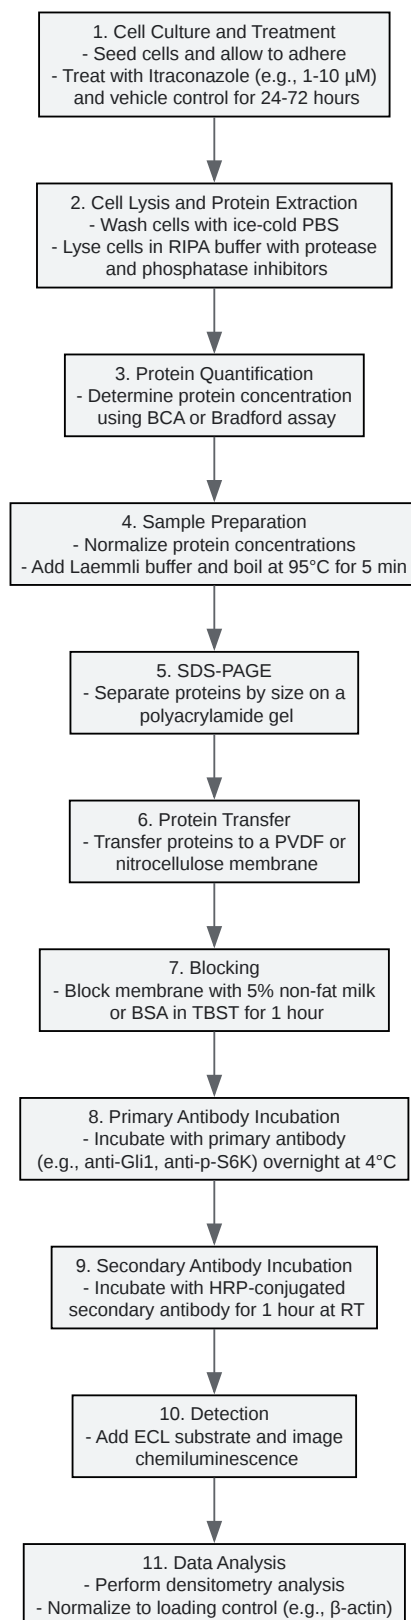 1. Cell Culture and Treatment
- Seed cells and allow to adhere
- Treat with Itraconazole (e.g., 1-10 µM)
and vehicle control for 24-72 hours
2. Cell Lysis and Protein Extraction
- Wash cells with ice-cold PBS
- Lyse cells in RIPA buffer with protease
and phosphatase inhibitors
3. Protein Quantification
- Determine protein concentration
using BCA or Bradford assay
4. Sample Preparation
- Normalize protein concentrations
- Add Laemmli buffer and boil at 95°C for 5 min
5. SDS-PAGE
- Separate proteins by size on a
polyacrylamide gel
6. Protein Transfer
- Transfer proteins to a PVDF or
nitrocellulose membrane
7. Blocking
- Block membrane with 5% non-fat milk
or BSA in TBST for 1 hour
8. Primary Antibody Incubation
- Incubate with primary antibody
(e.g., anti-Gli1, anti-p-S6K) overnight at 4°C
9. Secondary Antibody Incubation
- Incubate with HRP-conjugated
secondary antibody for 1 hour at RT
10. Detection
- Add ECL substrate and image
chemiluminescence
11. Data Analysis
- Perform densitometry analysis
- Normalize to loading control (e.g., β-actin)